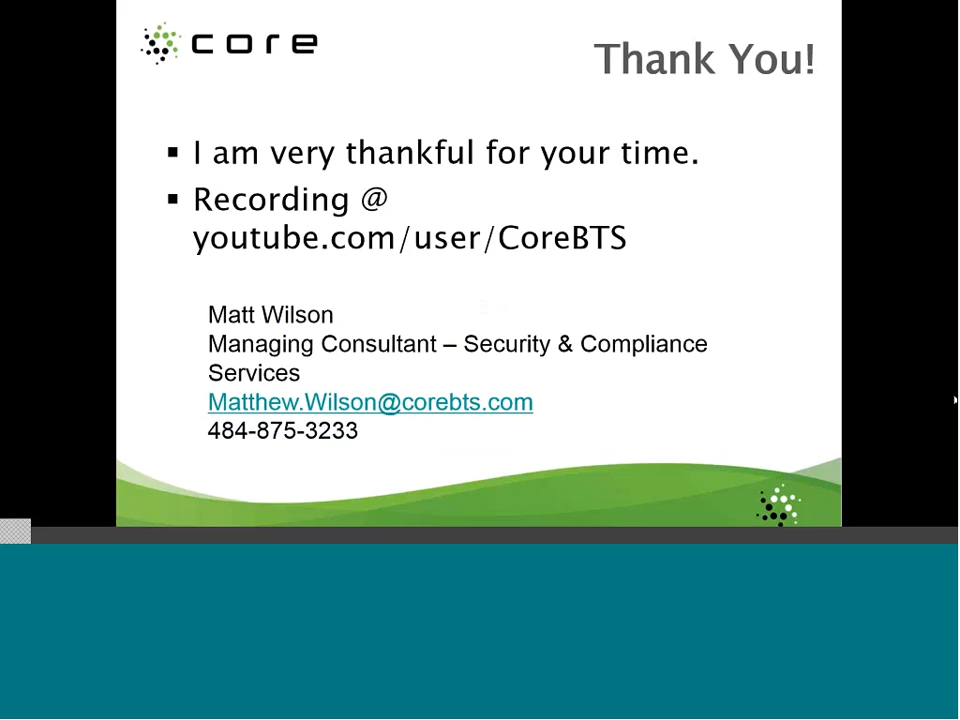 core
Thank You!
▪ I am very thankful for your time.
▪ Recording @
youtube.com/user/CoreBTS
Matt Wilson
Managing Consultant – Security & Compliance
Services
Matthew.Wilson@corebts.com
484-875-3233